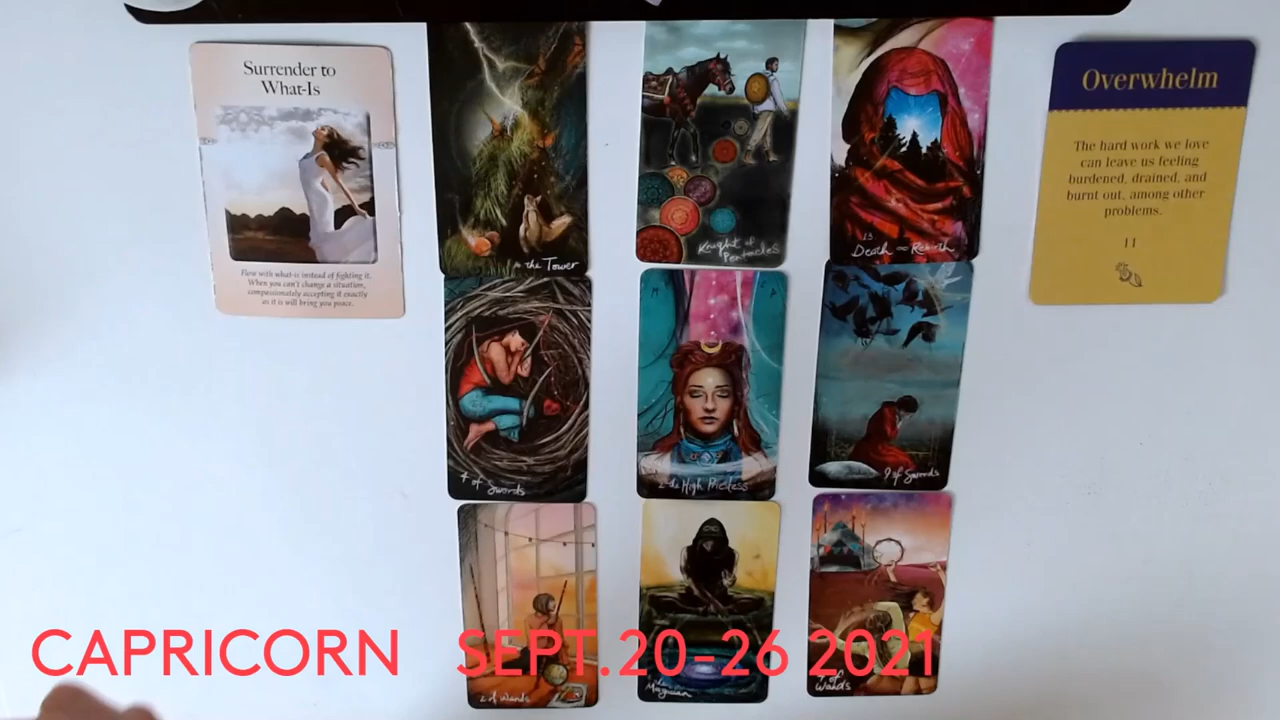 Surrender to
What-Is
Flow with what-is instead of fighting it.
When you can't change a situation,
compassionately accepting it exactly
as it is will bring you peace.
the Tower
Knight of
Pentacles
13
Death Rebirth
Overwhelm
The hard work we love
can leave us feeling
burdened, drained, and
burnt out, among other
problems.
11
4 of Swords
2 the High Priestess
9 of Swords
CAPRICORN SEPT.20-26 2021
2 of Wands
the
Magician
of
Wands